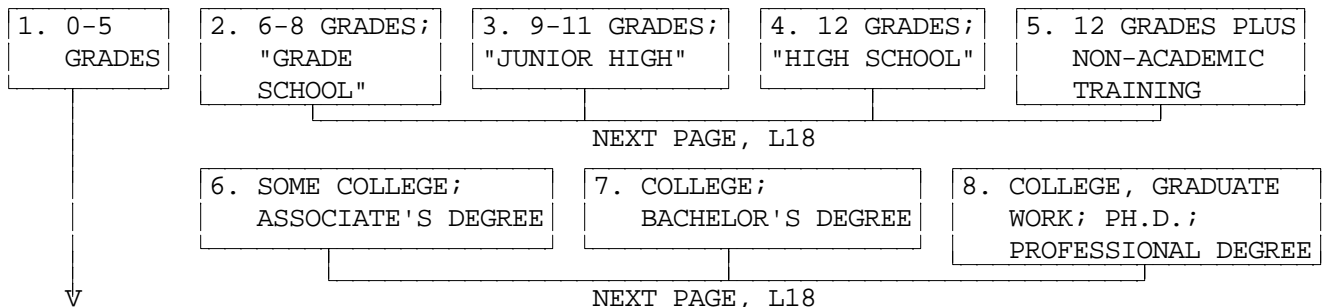 1. 0-5 GRADES
2. 6-8 GRADES; "GRADE SCHOOL"
3. 9-11 GRADES; "JUNIOR HIGH"
4. 12 GRADES; "HIGH SCHOOL"
5. 12 GRADES PLUS NON-ACADEMIC TRAINING
NEXT PAGE, L18
6. SOME COLLEGE; ASSOCIATE'S DEGREE
7. COLLEGE; BACHELOR'S DEGREE
8. COLLEGE, GRADUATE WORK; PH.D.; PROFESSIONAL DEGREE
NEXT PAGE, L18